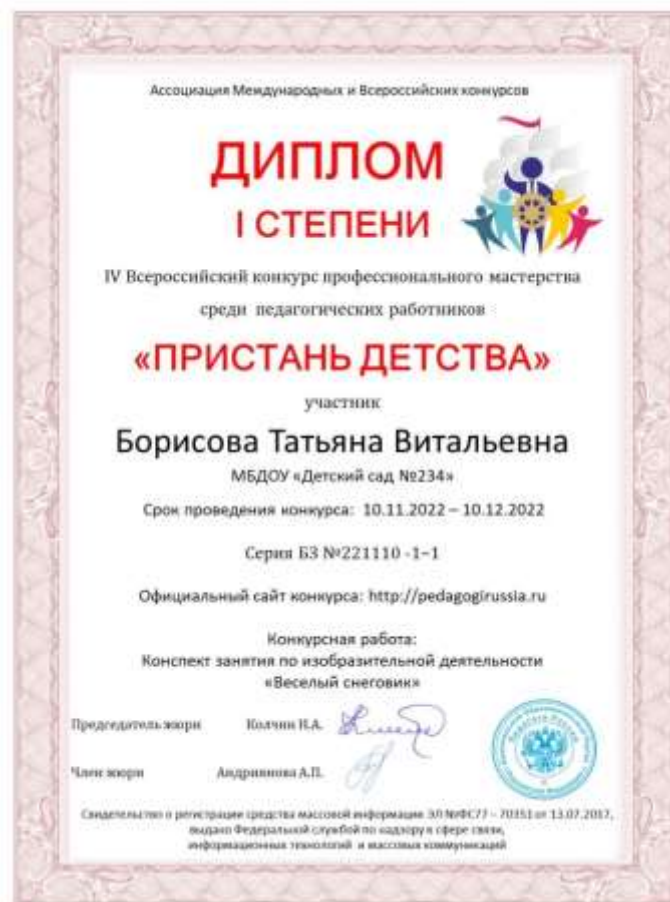 Ассоциация Международных и Всероссийских конкурсов
ДИПЛОМ
I СТЕПЕНИ
IV Всероссийский конкурс профессионального мастерства
среди педагогических работников
«ПРИСТАНЬ ДЕТСТВА»
участник
Борисова Татьяна Витальевна
МБДОУ «Детский сад №234»
Срок проведения конкурса: 10.11.2022 – 10.12.2022
Серия БЗ №221110 -1-1
Официальный сайт конкурса: http://pedagogirussia.ru
Конкурсная работа:
Конспект занятия по изобразительной деятельности
«Веселый снеговик»
Председатель жюри Колчин Н.А.
Член жюри Андриянова А.П.
Свидетельство о регистрации средства массовой информации ЭЛ №ФС77 – 70351 от 13.07.2017,
выдано Федеральной службой по надзору в сфере связи,
информационных технологий и массовых коммуникаций